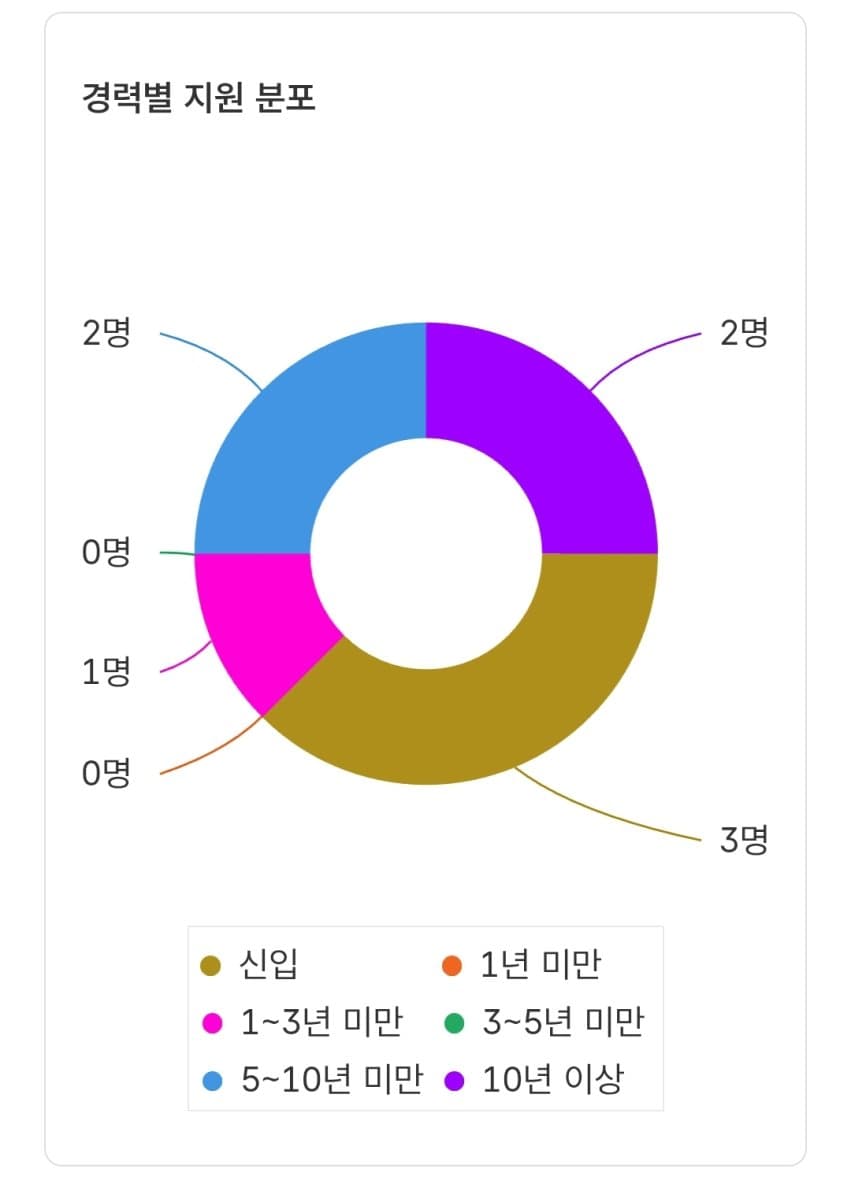 경력별 지원 분포
2명
2명
0명
1명
0명
3명
신입
1년 미만
1~3년 미만
3~5년 미만
5~10년 미만
10년 이상